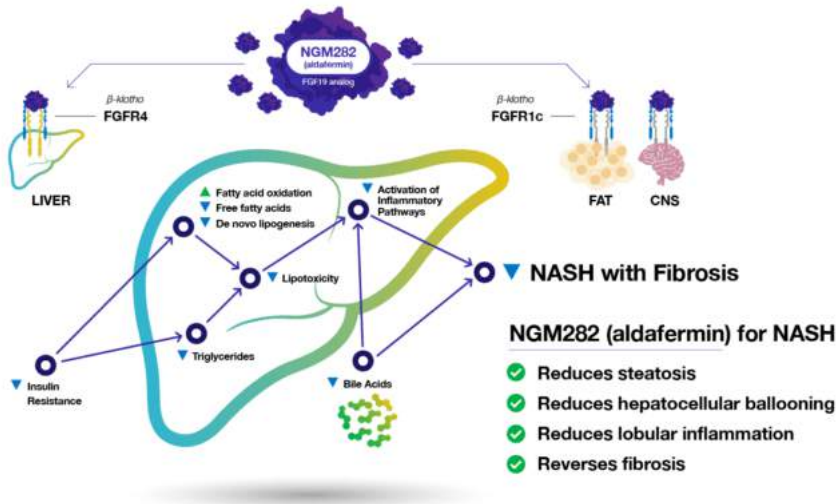 NGM282
(aldafermin)
FGF19 analog
β-klotho
FGFR4
LIVER
β-klotho
FGFR1c
FAT
CNS
Fatty acid oxidation
Free fatty acids
De novo lipogenesis
Activation of
Inflammatory
Pathways
Lipotoxicity
Triglycerides
Insulin
Resistance
Bile Acids
NASH with Fibrosis
NGM282 (aldafermin) for NASH
Reduces steatosis
Reduces hepatocellular ballooning
Reduces lobular inflammation
Reverses fibrosis